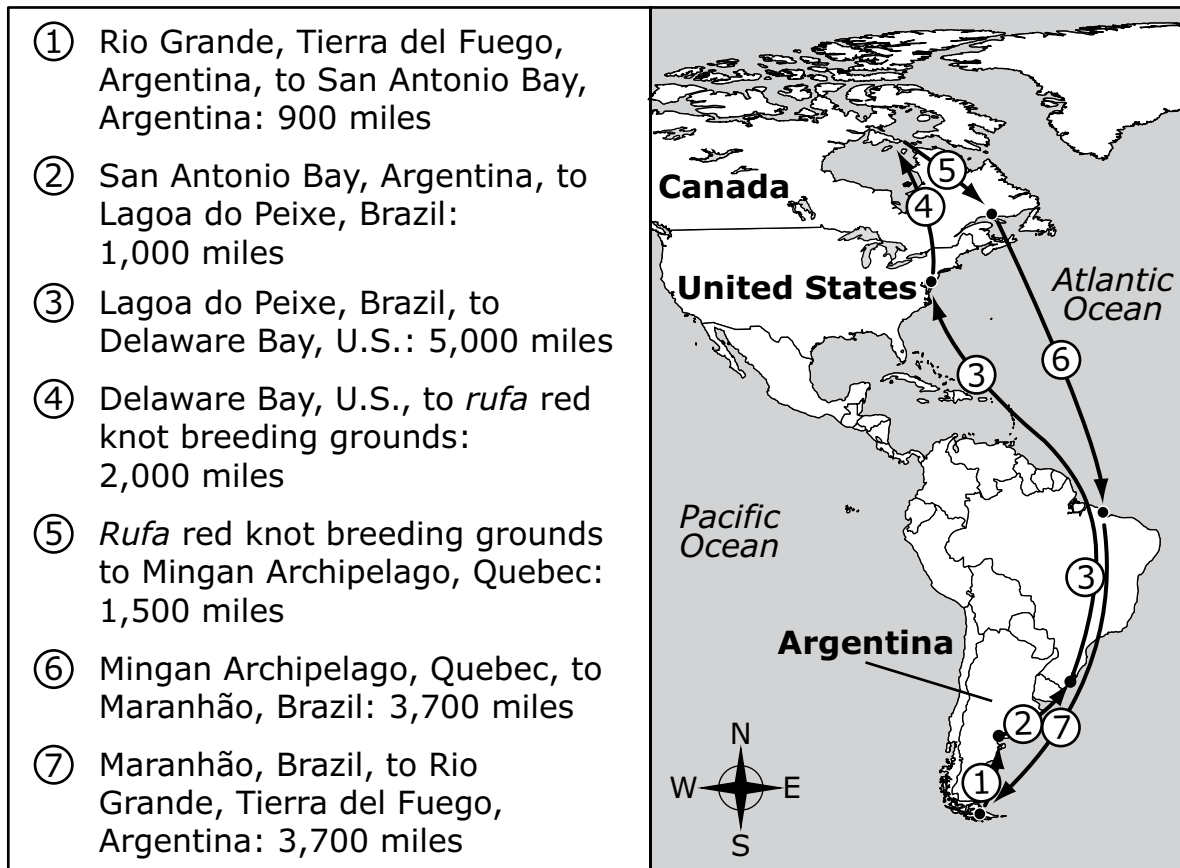 ① Rio Grande, Tierra del Fuego,
Argentina, to San Antonio Bay,
Argentina: 900 miles
② San Antonio Bay, Argentina, to
Lagoa do Peixe, Brazil:
1,000 miles
③ Lagoa do Peixe, Brazil, to
Delaware Bay, U.S.: 5,000 miles
④ Delaware Bay, U.S., to rufa red
knot breeding grounds:
2,000 miles
⑤ Rufa red knot breeding grounds
to Mingan Archipelago, Quebec:
1,500 miles
⑥ Mingan Archipelago, Quebec, to
Maranhão, Brazil: 3,700 miles
⑦ Maranhão, Brazil, to Rio
Grande, Tierra del Fuego,
Argentina: 3,700 miles
⑤
Canada
④
Atlantic
Ocean
United States
⑥
③
Pacific
Ocean
③
Argentina
② ⑦
①
N
W E
S